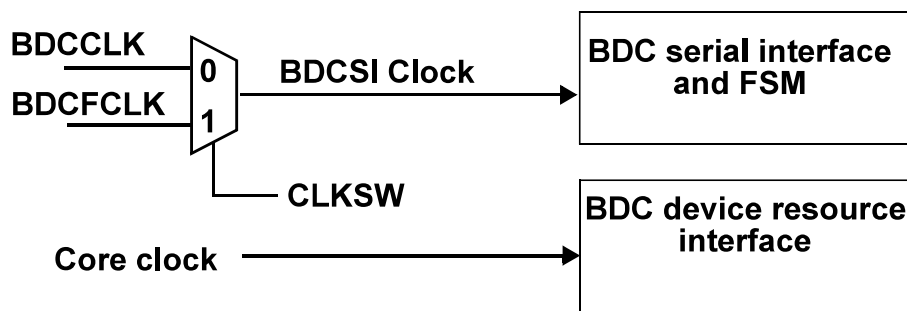 BDCCLK
BDCFCLK
0
1
BDCSI Clock
BDC serial interface
and FSM
CLKSW
BDC device resource
interface
Core clock